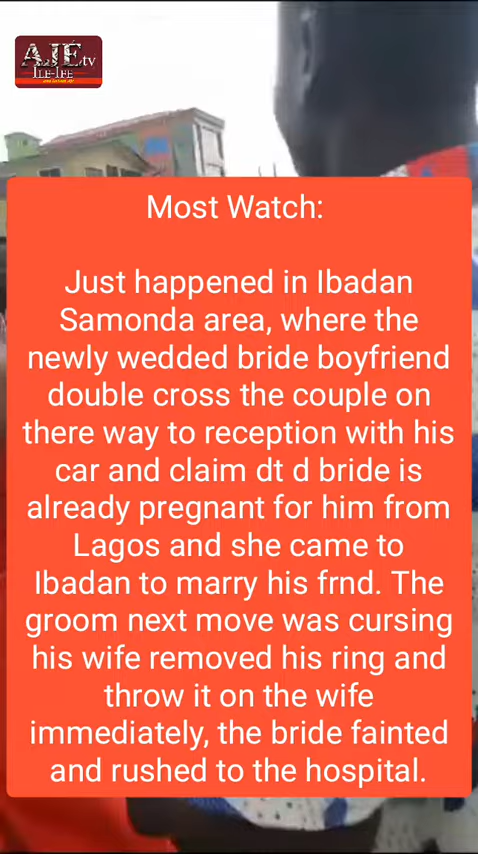 AJE.tv
ILE-IFE
Most Watch:
Just happened in Ibadan
Samonda area, where the
newly wedded bride boyfriend
double cross the couple on
there way to reception with his
car and claim dt d bride is
already pregnant for him from
Lagos and she came to
Ibadan to marry his frnd. The
groom next move was cursing
his wife removed his ring and
throw it on the wife
immediately, the bride fainted
and rushed to the hospital.